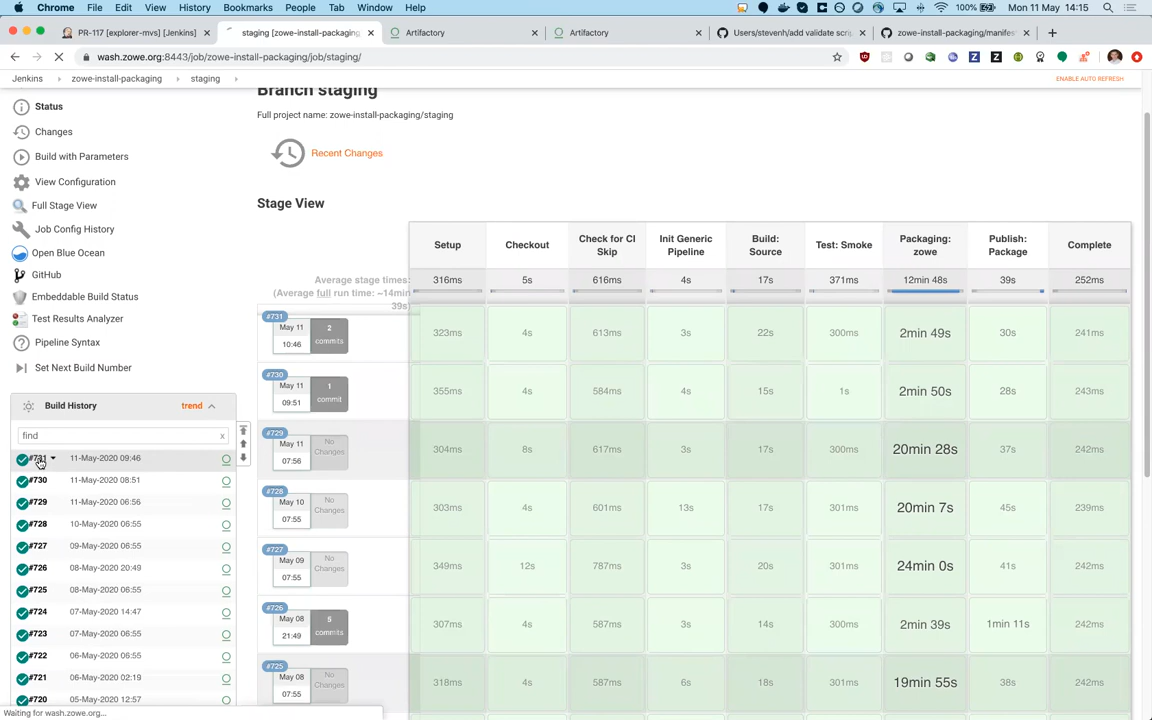 Chrome File Edit View History Bookmarks People Tab Window Help 100% Mon 11 May 14:15
PR-117 [explorer-mvs] [Jenkins] staging [zowe-install-packaging Artifactory Artifactory Users/stevenh/add validate scrip zowe-install-packaging/manifes
wash.zowe.org:8443/job/zowe-install-packaging/job/staging/
Jenkins zowe-install-packaging staging ENABLE AUTO REFRESH
Status
Changes
Build with Parameters
View Configuration
Full Stage View
Job Config History
Open Blue Ocean
GitHub
Embeddable Build Status
Test Results Analyzer
Pipeline Syntax
Set Next Build Number
Build History trend
find x
#731 11-May-2020 09:46
#730 11-May-2020 08:51
#729 11-May-2020 06:56
#728 10-May-2020 06:55
#727 09-May-2020 06:55
#726 08-May-2020 20:49
#725 08-May-2020 06:55
#724 07-May-2020 14:47
#723 07-May-2020 06:55
#722 06-May-2020 06:55
#721 06-May-2020 02:19
#720 05-May-2020 12:57
Waiting for wash.zowe.org...
Branch staging
Full project name: zowe-install-packaging/staging
Recent Changes
Stage View
Setup Checkout Check for CI Skip Init Generic Pipeline Build: Source Test: Smoke Packaging: zowe Publish: Package Complete
Average stage times: 316ms 5s 616ms 4s 17s 371ms 12min 48s 39s 252ms
(Average full run time: ~14min
39s)
#731
May 11 10:46 2 commits 323ms 4s 613ms 3s 22s 300ms 2min 49s 30s 241ms
#730
May 11 09:51 1 commit 355ms 4s 584ms 4s 15s 1s 2min 50s 28s 243ms
#729
May 11 07:56 No Changes 304ms 8s 617ms 3s 17s 301ms 20min 28s 37s 242ms
#728
May 10 07:55 No Changes 303ms 4s 601ms 13s 17s 301ms 20min 7s 45s 239ms
#727
May 09 07:55 No Changes 349ms 12s 787ms 3s 20s 301ms 24min 0s 41s 242ms
#726
May 08 21:49 5 commits 307ms 4s 587ms 3s 14s 300ms 2min 39s 1min 11s 242ms
#725
May 08 07:55 No Changes 318ms 4s 587ms 6s 18s 301ms 19min 55s 38s 242ms